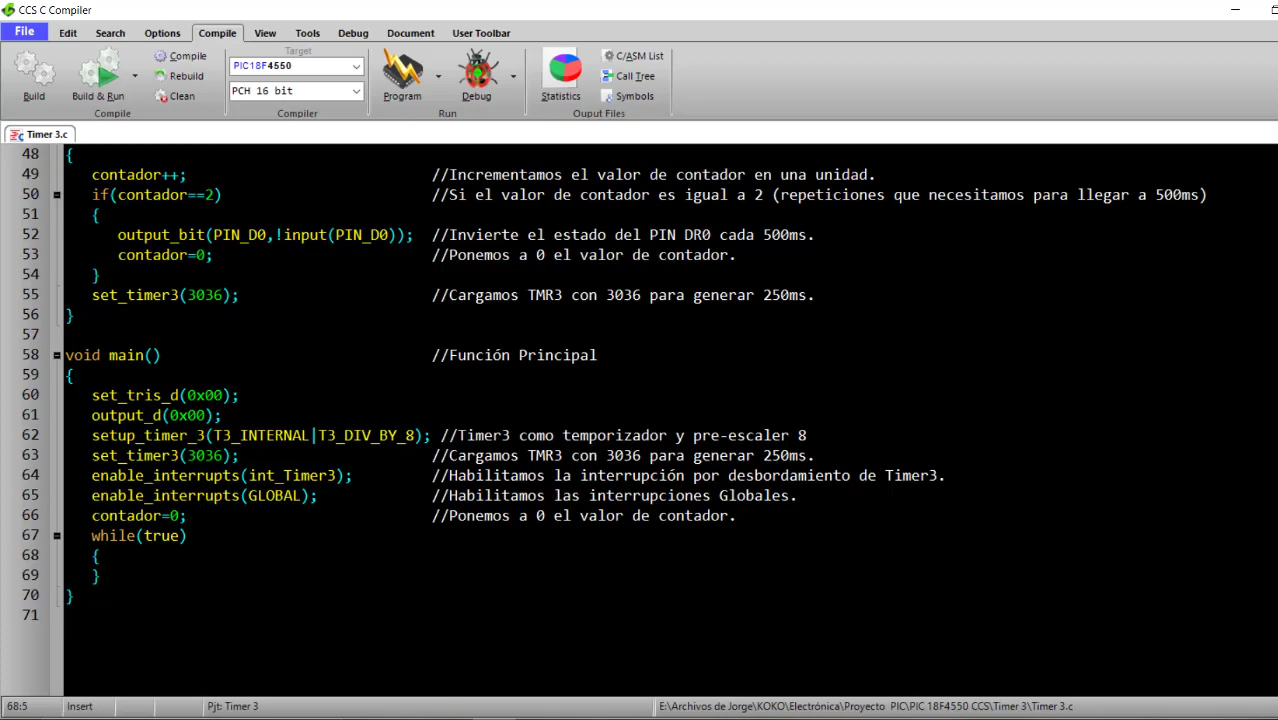 CCS C Compiler
File Edit Search Options Compile View Tools Debug Document User Toolbar
Build
Build & Run
Compile
Rebuild
Clean
Compile
Target
PIC18F4550
PCH 16 bit
Compiler
Program
Debug
Run
Statistics
C/ASM List
Call Tree
Symbols
Ouput Files
Timer 3.c
48 {
49 contador++; //Incrementamos el valor de contador en una unidad.
50 if(contador==2) //Si el valor de contador es igual a 2 (repeticiones que necesitamos para llegar a 500ms)
51 {
52 output_bit(PIN_D0,!input(PIN_D0)); //Invierte el estado del PIN DR0 cada 500ms.
53 contador=0; //Ponemos a 0 el valor de contador.
54 }
55 set_timer3(3036); //Cargamos TMR3 con 3036 para generar 250ms.
56 }
57
58 void main() //Función Principal
59 {
60 set_tris_d(0x00);
61 output_d(0x00);
62 setup_timer_3(T3_INTERNAL|T3_DIV_BY_8); //Timer3 como temporizador y pre-escaler 8
63 set_timer3(3036); //Cargamos TMR3 con 3036 para generar 250ms.
64 enable_interrupts(int_Timer3); //Habilitamos la interrupción por desbordamiento de Timer3.
65 enable_interrupts(GLOBAL); //Habilitamos las interrupciones Globales.
66 contador=0; //Ponemos a 0 el valor de contador.
67 while(true)
68 {
69 }
70 }
71
68:5 Insert Pjt: Timer 3 E:\Archivos de Jorge\KOKO\Electrónica\Proyecto PIC\PIC 18F4550 CCS\Timer 3\Timer 3.c